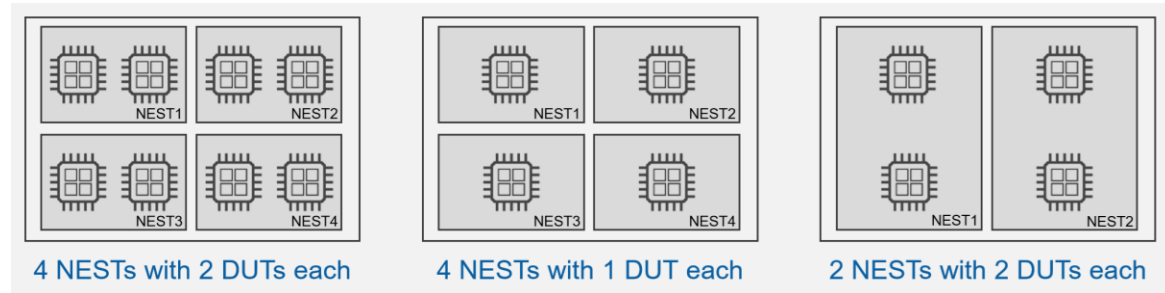 NEST1
NEST2
NEST3
NEST4
4 NESTs with 2 DUTs each
NEST1
NEST2
NEST3
NEST4
4 NESTs with 1 DUT each
NEST1
NEST2
2 NESTs with 2 DUTs each